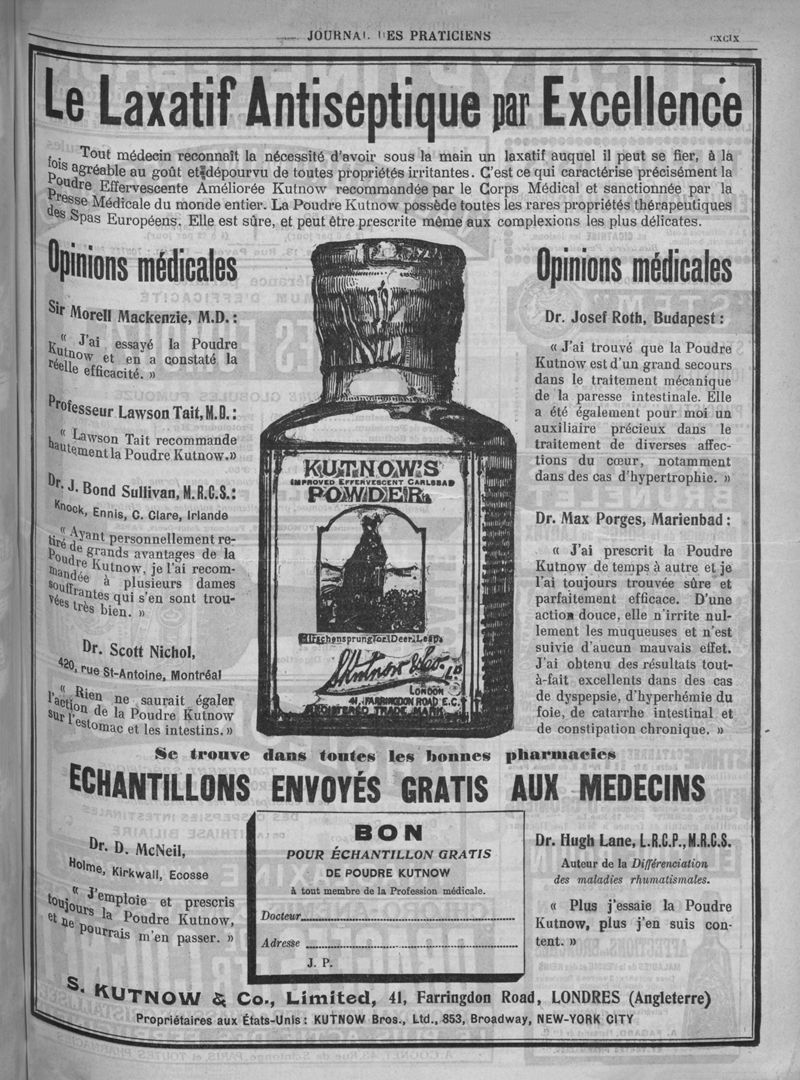 JOURNAL DES PRATICIENS
CXCIX
Le Laxatif Antiseptique par Excellence
Tout médecin reconnaît la nécessité d'avoir sous la main un laxatif auquel il peut se fier, à la
fois agréable au goût et dépourvu de toutes propriétés irritantes. C'est ce qui caractérise précisément la
Poudre Effervescente Améliorée Kutnow recommandée par le Corps Médical et sanctionnée par la
Presse Médicale du monde entier. La Poudre Kutnow possède toutes les rares propriétés thérapeutiques
des Spas Européens. Elle est sûre, et peut être prescrite même aux complexions les plus délicates.
Opinions médicales
Sir Morell Mackenzie, M.D. :
« J'ai essayé la Poudre
Kutnow et en a constaté la
réelle efficacité. »
Professeur Lawson Tait, M.D. :
« Lawson Tait recommande
hautement la Poudre Kutnow. »
Dr. J. Bond Sullivan, M.R.C.S. :
Knock, Ennis, C. Clare, Irlande
« Ayant personnellement re-
tiré de grands avantages de la
Poudre Kutnow, je l'ai recom-
mandée à plusieurs dames
souffrantes qui s'en sont trou-
vées très bien. »
Dr. Scott Nichol,
420, rue St-Antoine, Montréal
« Rien ne saurait égaler
l'action de la Poudre Kutnow
sur l'estomac et les intestins. »
KUTNOW'S
IMPROVED EFFERVESCENT CARLSBAD
POWDER.
Hirschensprung (or Deer Leap)
S. Kutnow & Co. Ld.
LONDON
41, FARRINGDON ROAD E.C.
REGISTERED TRADE MARK.
Opinions médicales
Dr. Josef Roth, Budapest :
« J'ai trouvé que la Poudre
Kutnow est d'un grand secours
dans le traitement mécanique
de la paresse intestinale. Elle
a été également pour moi un
auxiliaire précieux dans le
traitement de diverses affec-
tions du cœur, notamment
dans des cas d'hypertrophie. »
Dr. Max Porges, Marienbad :
« J'ai prescrit la Poudre
Kutnow de temps à autre et je
l'ai toujours trouvée sûre et
parfaitement efficace. D'une
action douce, elle n'irrite nul-
lement les muqueuses et n'est
suivie d'aucun mauvais effet.
J'ai obtenu des résultats tout-
à-fait excellents dans des cas
de dyspepsie, d'hyperhémie du
foie, de catarrhe intestinal et
de constipation chronique. »
Se trouve dans toutes les bonnes pharmacies
ECHANTILLONS ENVOYÉS GRATIS AUX MEDECINS
Dr. D. McNeil,
Holme, Kirkwall, Ecosse
« J'emploie et prescris
toujours la Poudre Kutnow,
et ne pourrais m'en passer. »
BON
POUR ÉCHANTILLON GRATIS
DE POUDRE KUTNOW
à tout membre de la Profession médicale.
Docteur
Adresse
J. P.
Dr. Hugh Lane, L.R.C.P., M.R.C.S.
Auteur de la Différenciation
des maladies rhumatismales.
« Plus j'essaie la Poudre
Kutnow, plus j'en suis con-
tent. »
S. KUTNOW & Co., Limited, 41, Farringdon Road, LONDRES (Angleterre)
Propriétaires aux États-Unis : KUTNOW Bros., Ltd., 853, Broadway, NEW-YORK CITY